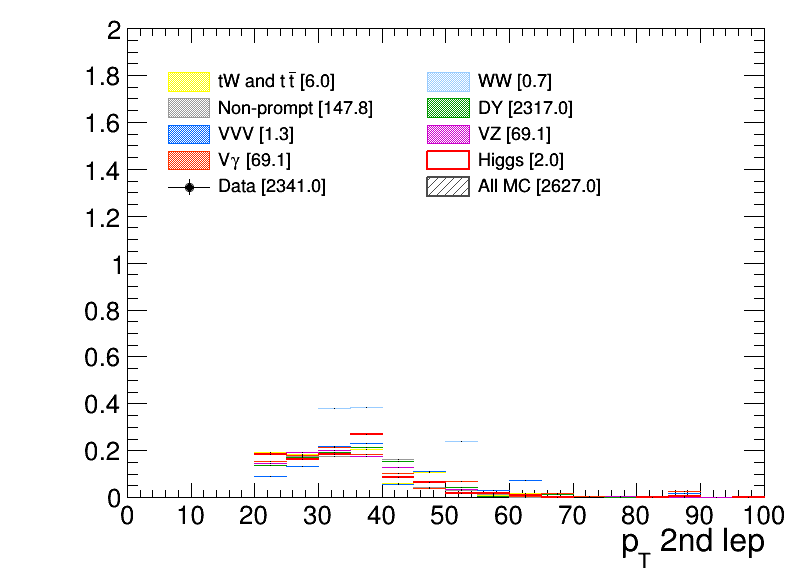 2
1.8
1.6
1.4
1.2
1
0.8
0.6
0.4
0.2
0
tW and t t̄ [6.0]
Non-prompt [147.8]
VVV [1.3]
Vγ [69.1]
Data [2341.0]
WW [0.7]
DY [2317.0]
VZ [69.1]
Higgs [2.0]
All MC [2627.0]
0 10 20 30 40 50 60 70 80 90 100
p_T 2nd lep